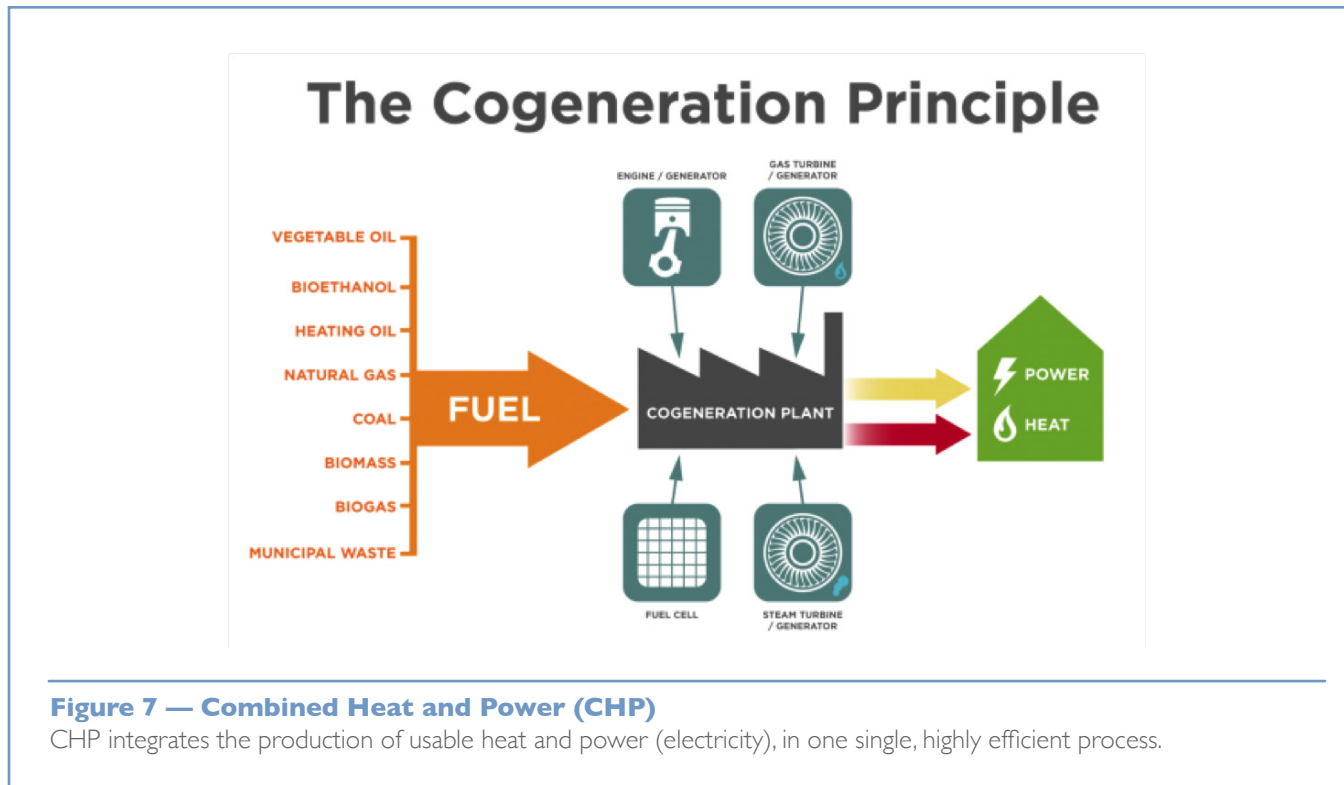 The Cogeneration Principle
ENGINE / GENERATOR
GAS TURBINE
/ GENERATOR
VEGETABLE OIL
BIOETHANOL
HEATING OIL
NATURAL GAS
COAL
BIOMASS
BIOGAS
MUNICIPAL WASTE
FUEL
COGENERATION PLANT
POWER
HEAT
FUEL CELL
STEAM TURBINE
/ GENERATOR
Figure 7 — Combined Heat and Power (CHP)
CHP integrates the production of usable heat and power (electricity), in one single, highly efficient process.